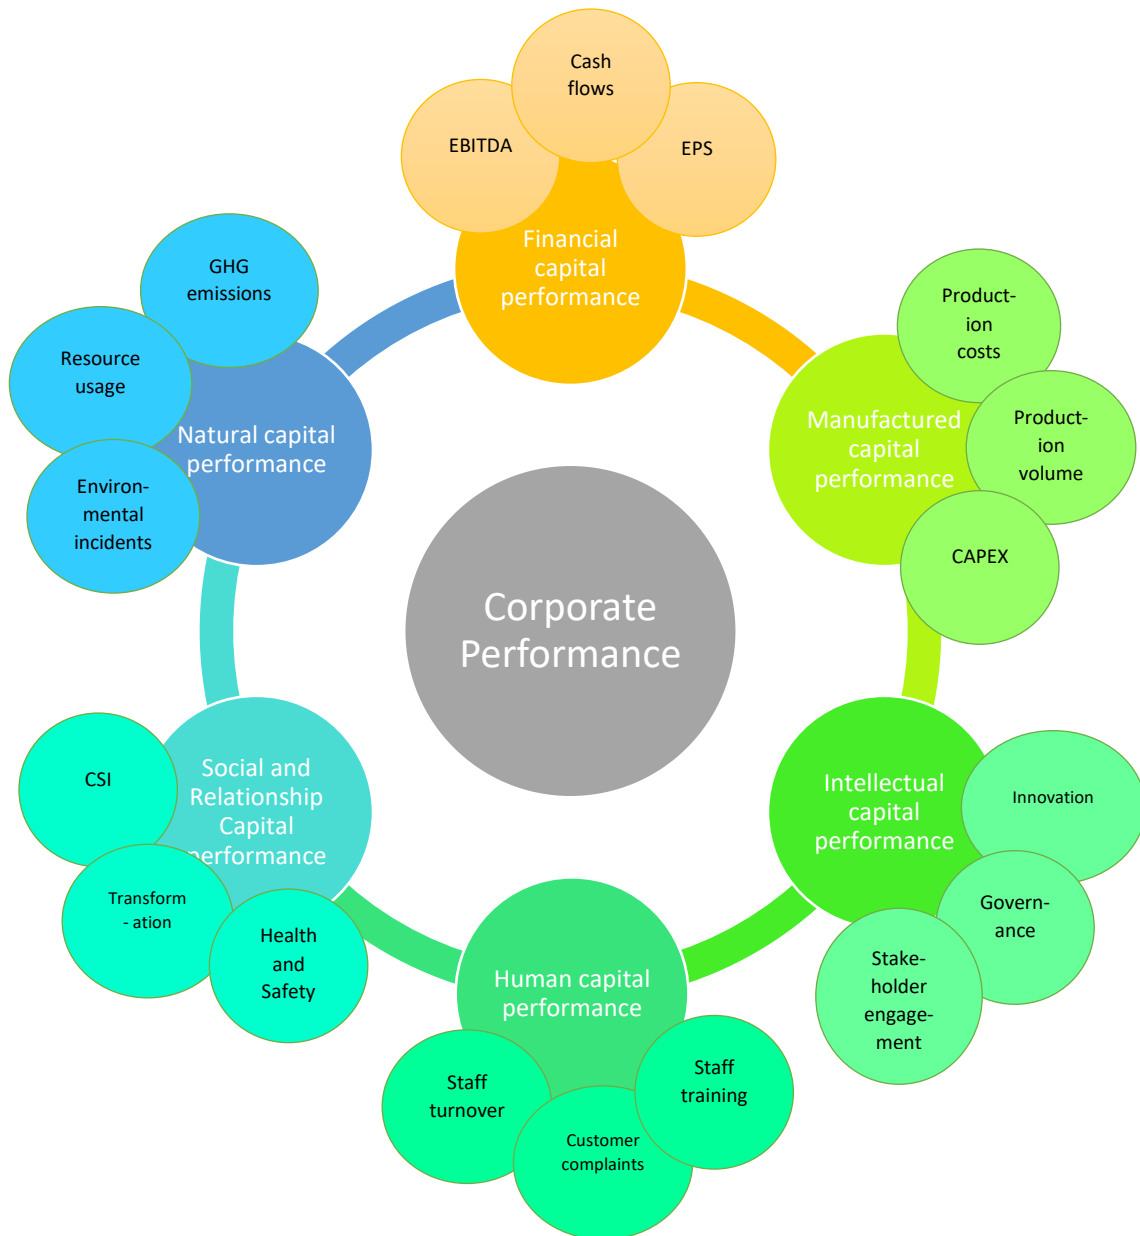 Cash
flows
EBITDA
EPS
Financial
capital
performance
GHG
emissions
Resource
usage
Environ-
mental
incidents
Natural capital
performance
Product-
ion
costs
Product-
ion
volume
CAPEX
Manufactured
capital
performance
Corporate
Performance
CSI
Transform
- ation
Health
and
Safety
Social and
Relationship
Capital
performance
Intellectual
capital
performance
Innovation
Govern-
ance
Stake-
holder
engage-
ment
Human capital
performance
Staff
turnover
Customer
complaints
Staff
training